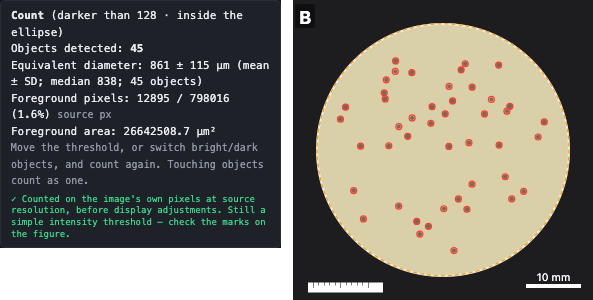 Count (darker than 128 · inside the
ellipse)
Objects detected: 45
Equivalent diameter: 861 ± 115 µm (mean
± SD; median 838; 45 objects)
Foreground pixels: 12895 / 798016
(1.6%) source px
Foreground area: 26642508.7 µm²
Move the threshold, or switch bright/dark
objects, and count again. Touching objects
count as one.
✓ Counted on the image's own pixels at source
resolution, before display adjustments. Still a
simple intensity threshold — check the marks on
the figure.
B
10 mm